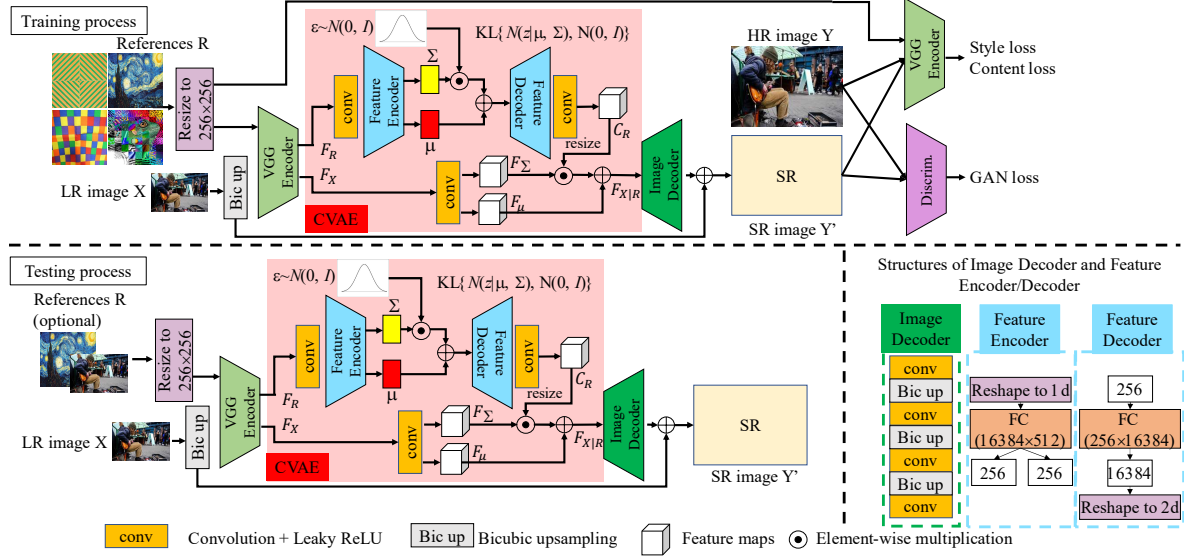 Training process
References R
Resize to
256×256
LR image X
Bic up
VGG
Encoder
F_R
F_X
ε~N(0, I)
KL{N(z|μ, Σ), N(0, I)}
conv
Feature
Encoder
Σ
μ
Feature
Decoder
conv
C_R
resize
conv
F_Σ
F_μ
F_X|R
CVAE
Image
Decoder
HR image Y
SR
SR image Y'
VGG
Encoder
Style loss
Content loss
Discrim.
GAN loss
Testing process
References R
(optional)
Resize to
256×256
LR image X
Bic up
VGG
Encoder
F_R
F_X
ε~N(0, I)
KL{N(z|μ, Σ), N(0, I)}
conv
Feature
Encoder
Σ
μ
Feature
Decoder
conv
C_R
resize
conv
F_Σ
F_μ
F_X|R
CVAE
Image
Decoder
SR
SR image Y'
Structures of Image Decoder and Feature
Encoder/Decoder
Image
Decoder
conv
Bic up
conv
Bic up
conv
Bic up
conv
Feature
Encoder
Reshape to 1d
FC
(16384×512)
256
256
Feature
Decoder
256
FC
(256×16384)
16384
Reshape to 2d
conv
Convolution + Leaky ReLU
Bic up
Bicubic upsampling
Feature maps
Element-wise multiplication